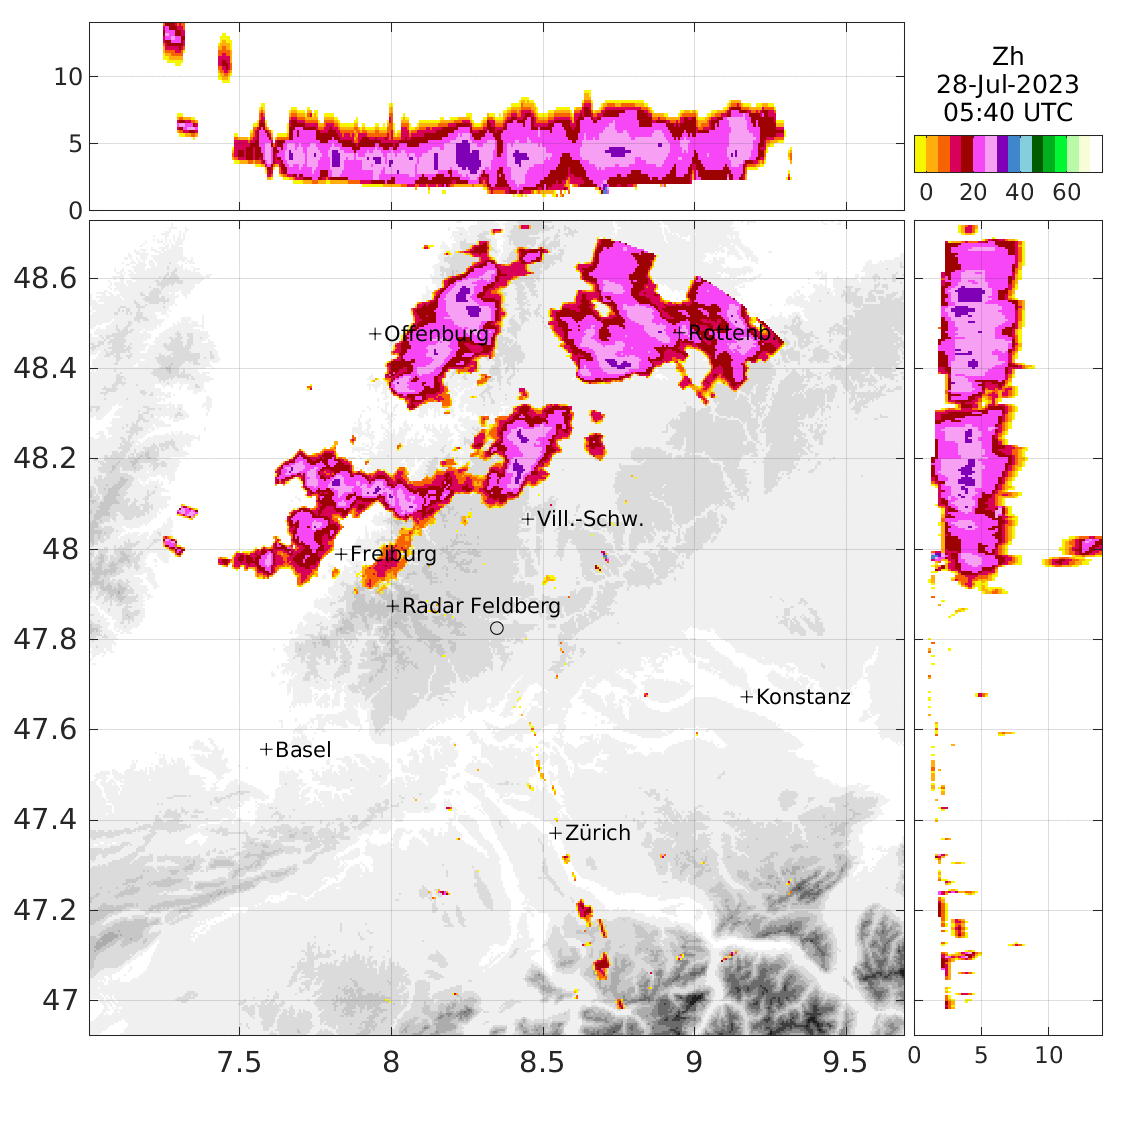 10
5
0
Zh
28-Jul-2023
05:40 UTC
0 20 40 60
48.6
48.4
48.2
48
47.8
47.6
47.4
47.2
47
+Offenburg
+Rottenb.
+Vill.-Schw.
+Freiburg
+Radar Feldberg
+Konstanz
+Basel
+Zürich
7.5 8 8.5 9 9.5
0 5 10